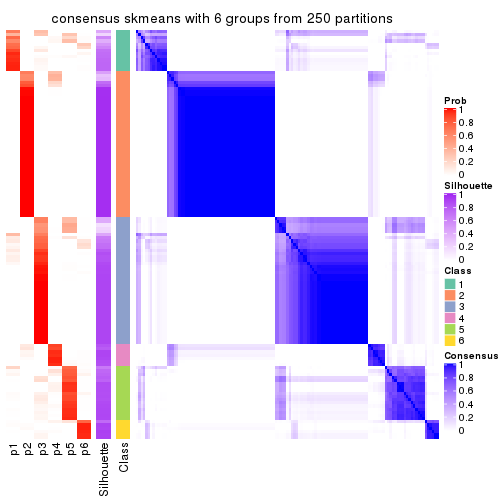 consensus skmeans with 6 groups from 250 partitions
Prob
1
0.8
0.6
0.4
0.2
0
Silhouette
1
0.8
0.6
0.4
0.2
0
Class
1
2
3
4
5
6
Consensus
1
0.8
0.6
0.4
0.2
0
p1
p2
p3
p4
p5
p6
Silhouette
Class